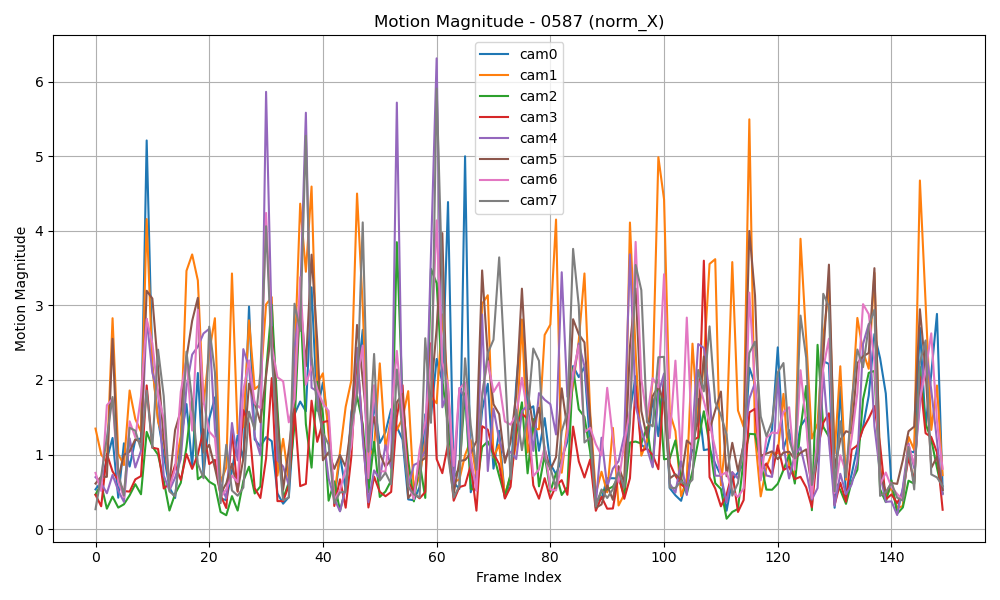 Motion Magnitude - 0587 (norm_X)
cam0
cam1
cam2
cam3
cam4
cam5
cam6
cam7
Motion Magnitude
6
5
4
3
2
1
0
0 20 40 60 80 100 120 140
Frame Index